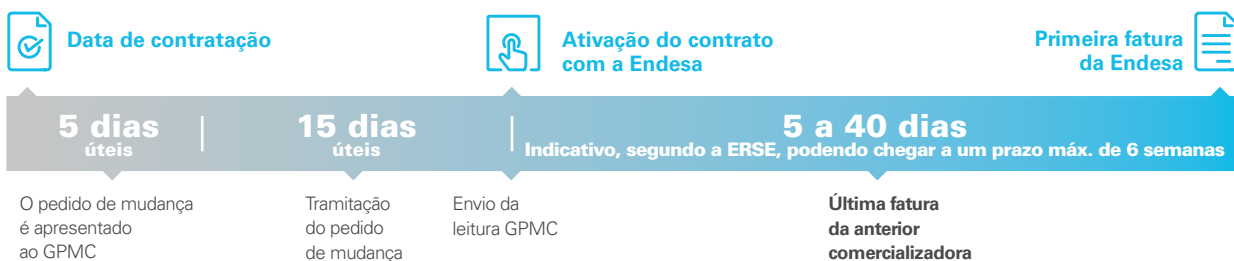 Data de contratação
Ativação do contrato
com a Endesa
Primeira fatura
da Endesa
5 dias
úteis
15 dias
úteis
5 a 40 dias
Indicativo, segundo a ERSE, podendo chegar a um prazo máx. de 6 semanas
O pedido de mudança
é apresentado
ao GPMC
Tramitação
do pedido
de mudança
Envio da
leitura GPMC
Última fatura
da anterior
comercializadora